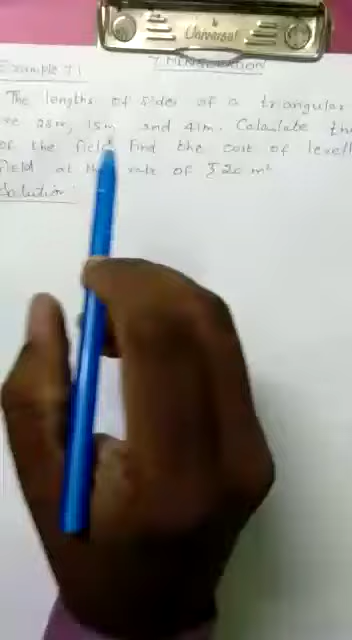 Universal
Example 7.1
7 MENSURATION
The lengths of sides of a triangular
28m, 15m and 41m. Calculate the
of the field Find the cost of levell
field at the rate of ₹ 20 m²
Solution: